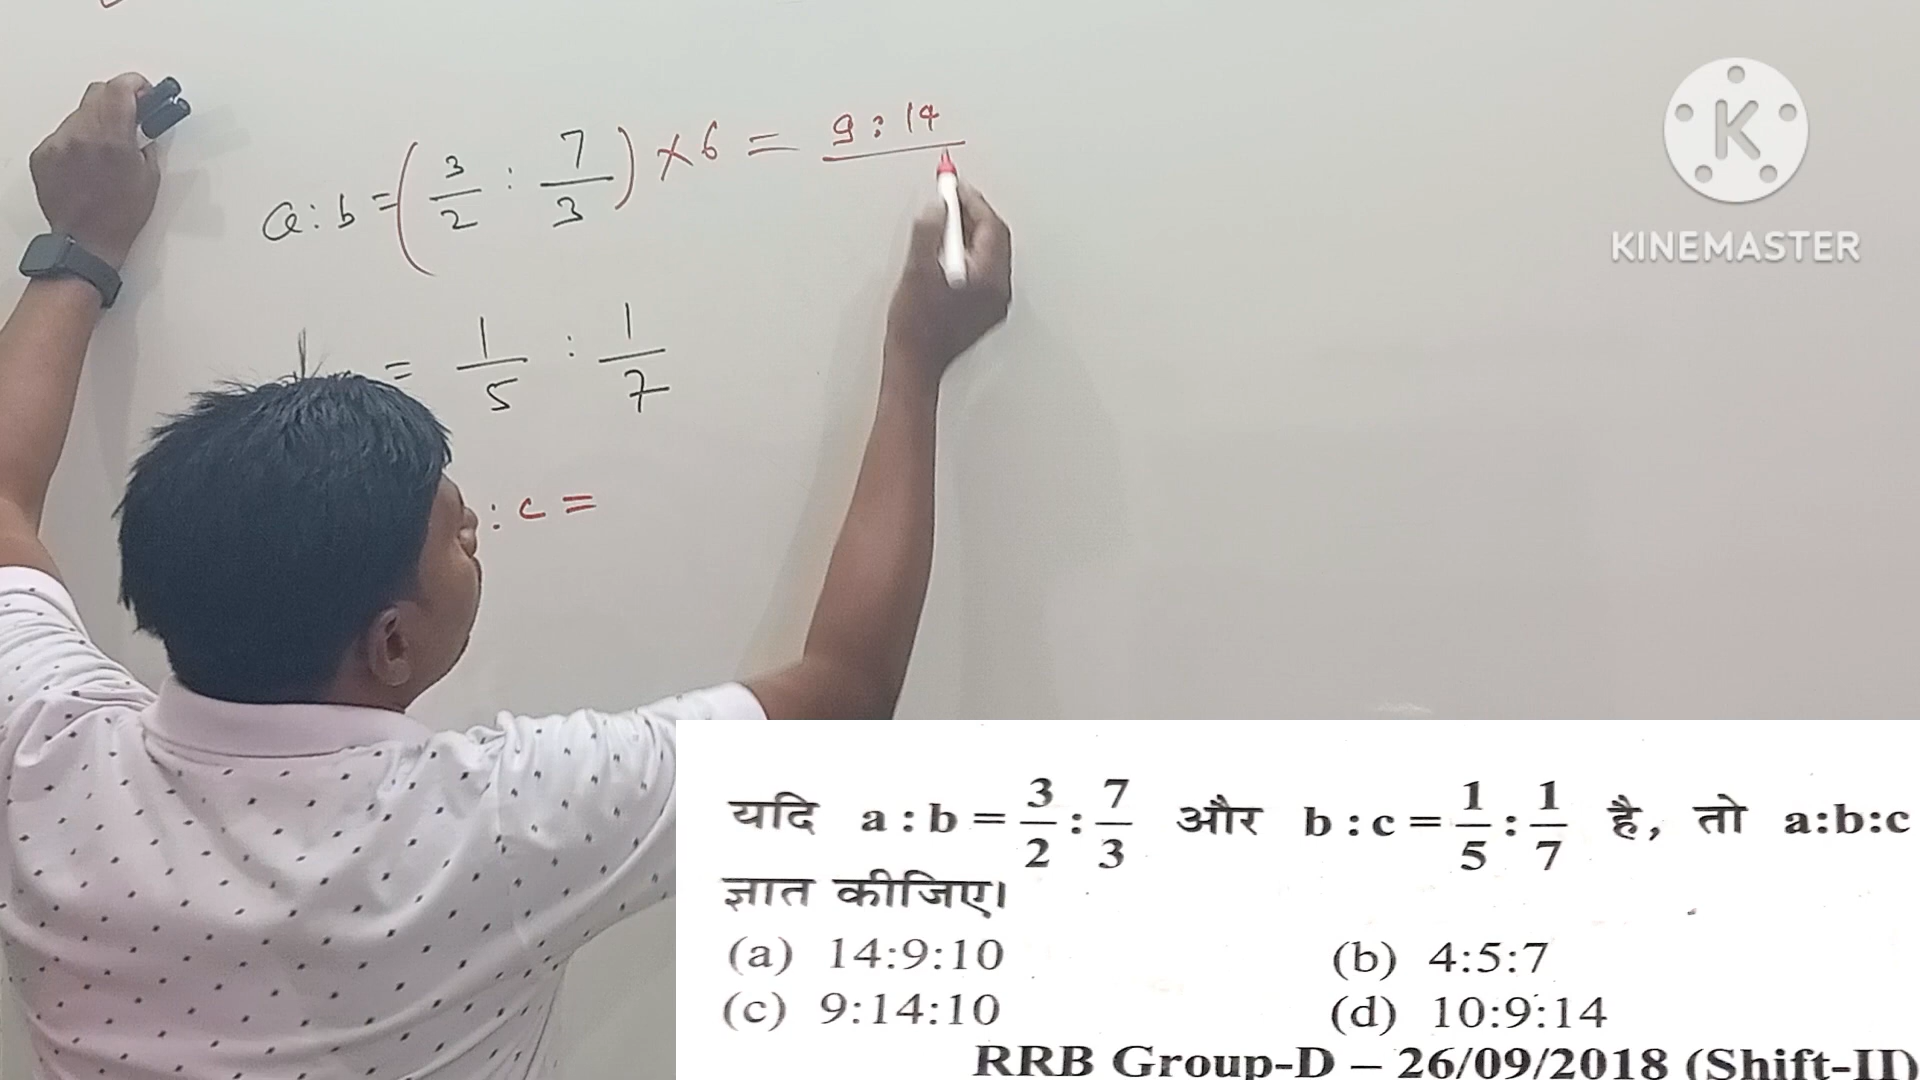 a:b = (3/2 : 7/3) × 6 = 9:14
KINEMASTER
= 1/5 : 1/7
: c =
यदि a : b = 3/2 : 7/3 और b : c = 1/5 : 1/7 है, तो a:b:c
ज्ञात कीजिए।
(a) 14:9:10 (b) 4:5:7
(c) 9:14:10 (d) 10:9:14
RRB Group-D – 26/09/2018 (Shift-II)